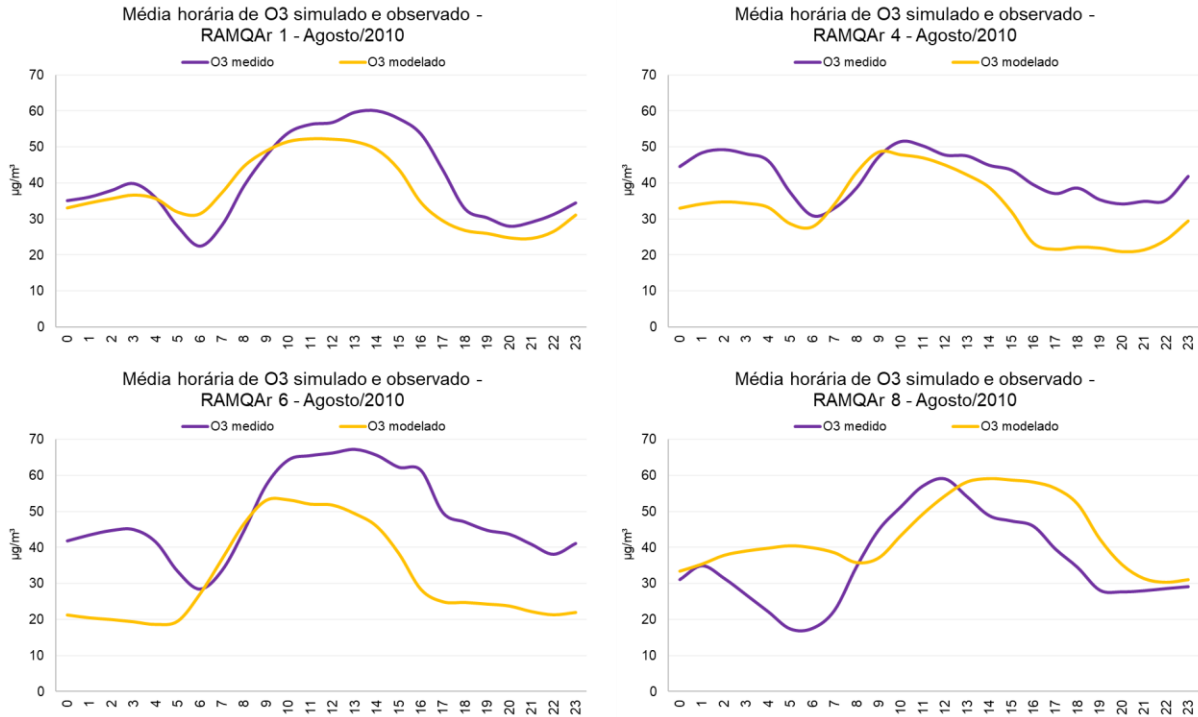 Média horária de O3 simulado e observado -
RAMQAr 1 - Agosto/2010
O3 medido O3 modelado
70
60
50
40
30
20
10
0
µg/m³
0 1 2 3 4 5 6 7 8 9 10 11 12 13 14 15 16 17 18 19 20 21 22 23
Média horária de O3 simulado e observado -
RAMQAr 4 - Agosto/2010
O3 medido O3 modelado
70
60
50
40
30
20
10
0
µg/m³
0 1 2 3 4 5 6 7 8 9 10 11 12 13 14 15 16 17 18 19 20 21 22 23
Média horária de O3 simulado e observado -
RAMQAr 6 - Agosto/2010
O3 medido O3 modelado
70
60
50
40
30
20
10
0
µg/m³
0 1 2 3 4 5 6 7 8 9 10 11 12 13 14 15 16 17 18 19 20 21 22 23
Média horária de O3 simulado e observado -
RAMQAr 8 - Agosto/2010
O3 medido O3 modelado
70
60
50
40
30
20
10
0
µg/m³
0 1 2 3 4 5 6 7 8 9 10 11 12 13 14 15 16 17 18 19 20 21 22 23